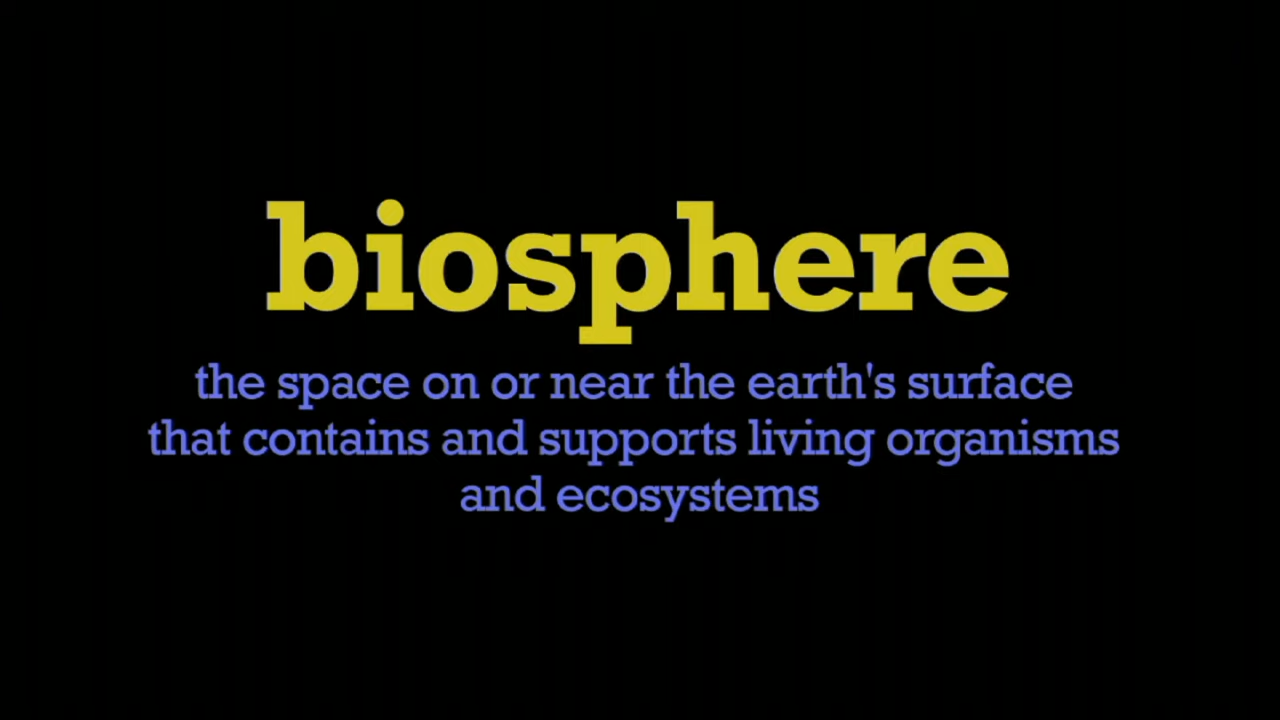 biosphere
the space on or near the earth's surface
that contains and supports living organisms
and ecosystems